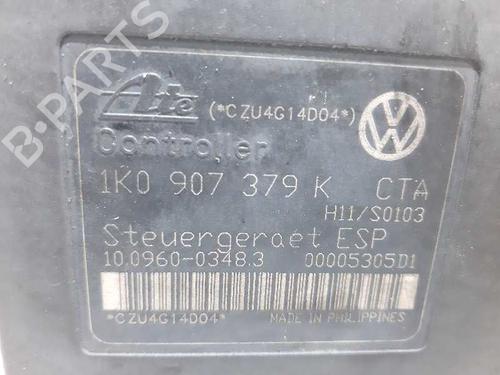 Ate (*CZU4G14D04*)
Controller
1K0 907 379 K CTA
H11/S0103
Steuergeraet ESP
10.0960-0348.3 00005305D1
*CZU4G14D04* MADE IN PHILIPPINES
B-PARTS